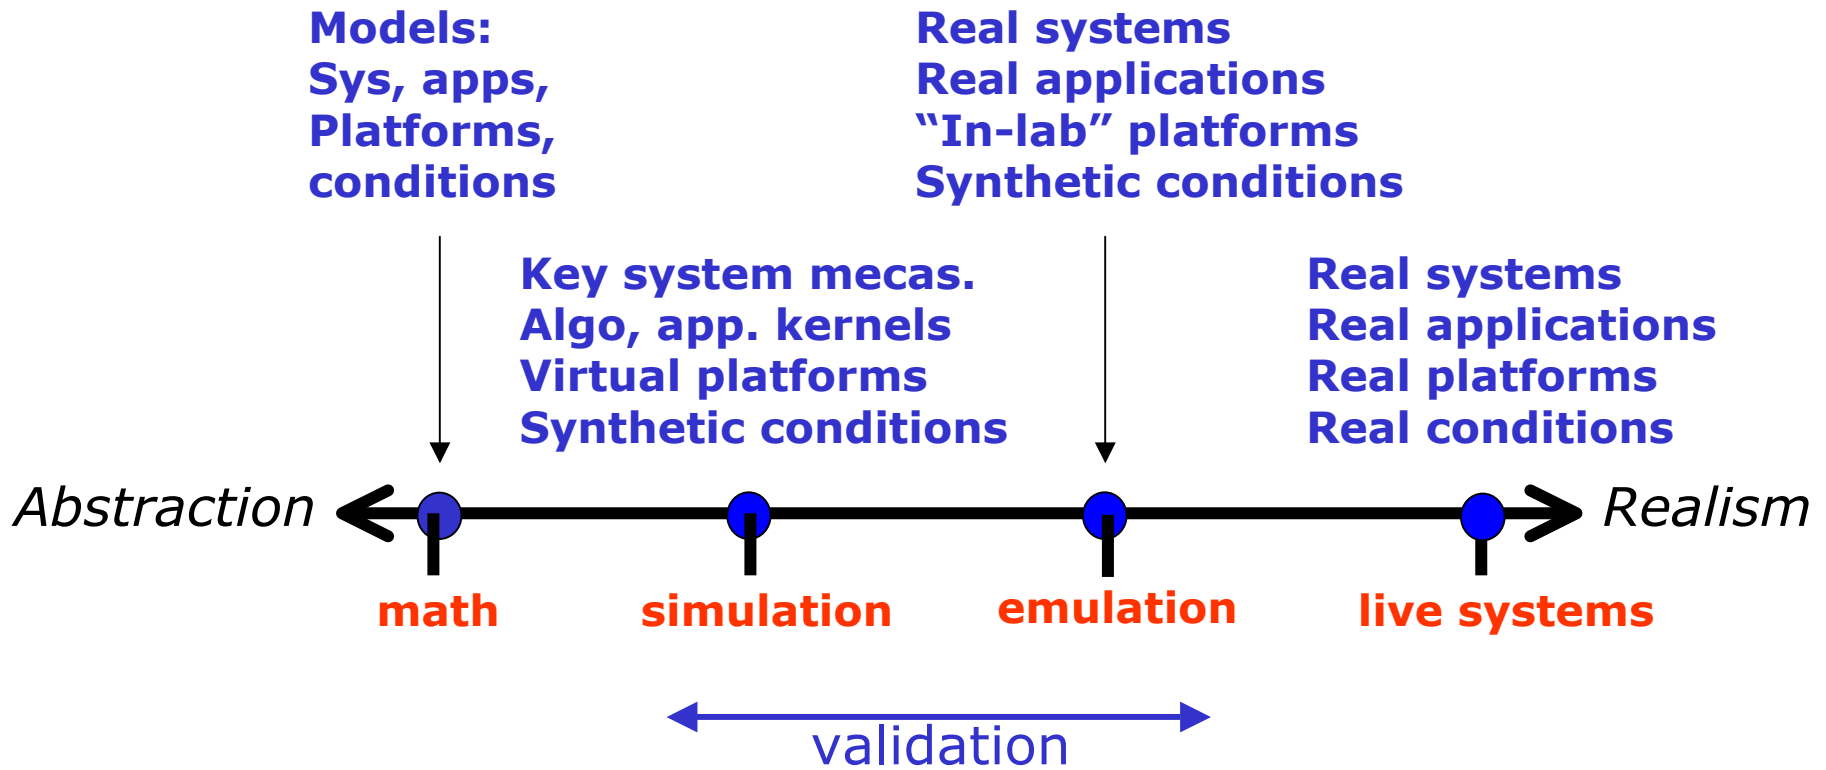 Models:
Sys, apps,
Platforms,
conditions
Real systems
Real applications
“In-lab” platforms
Synthetic conditions
Key system mecas.
Algo, app. kernels
Virtual platforms
Synthetic conditions
Real systems
Real applications
Real platforms
Real conditions
Abstraction
Realism
math
simulation
emulation
live systems
validation